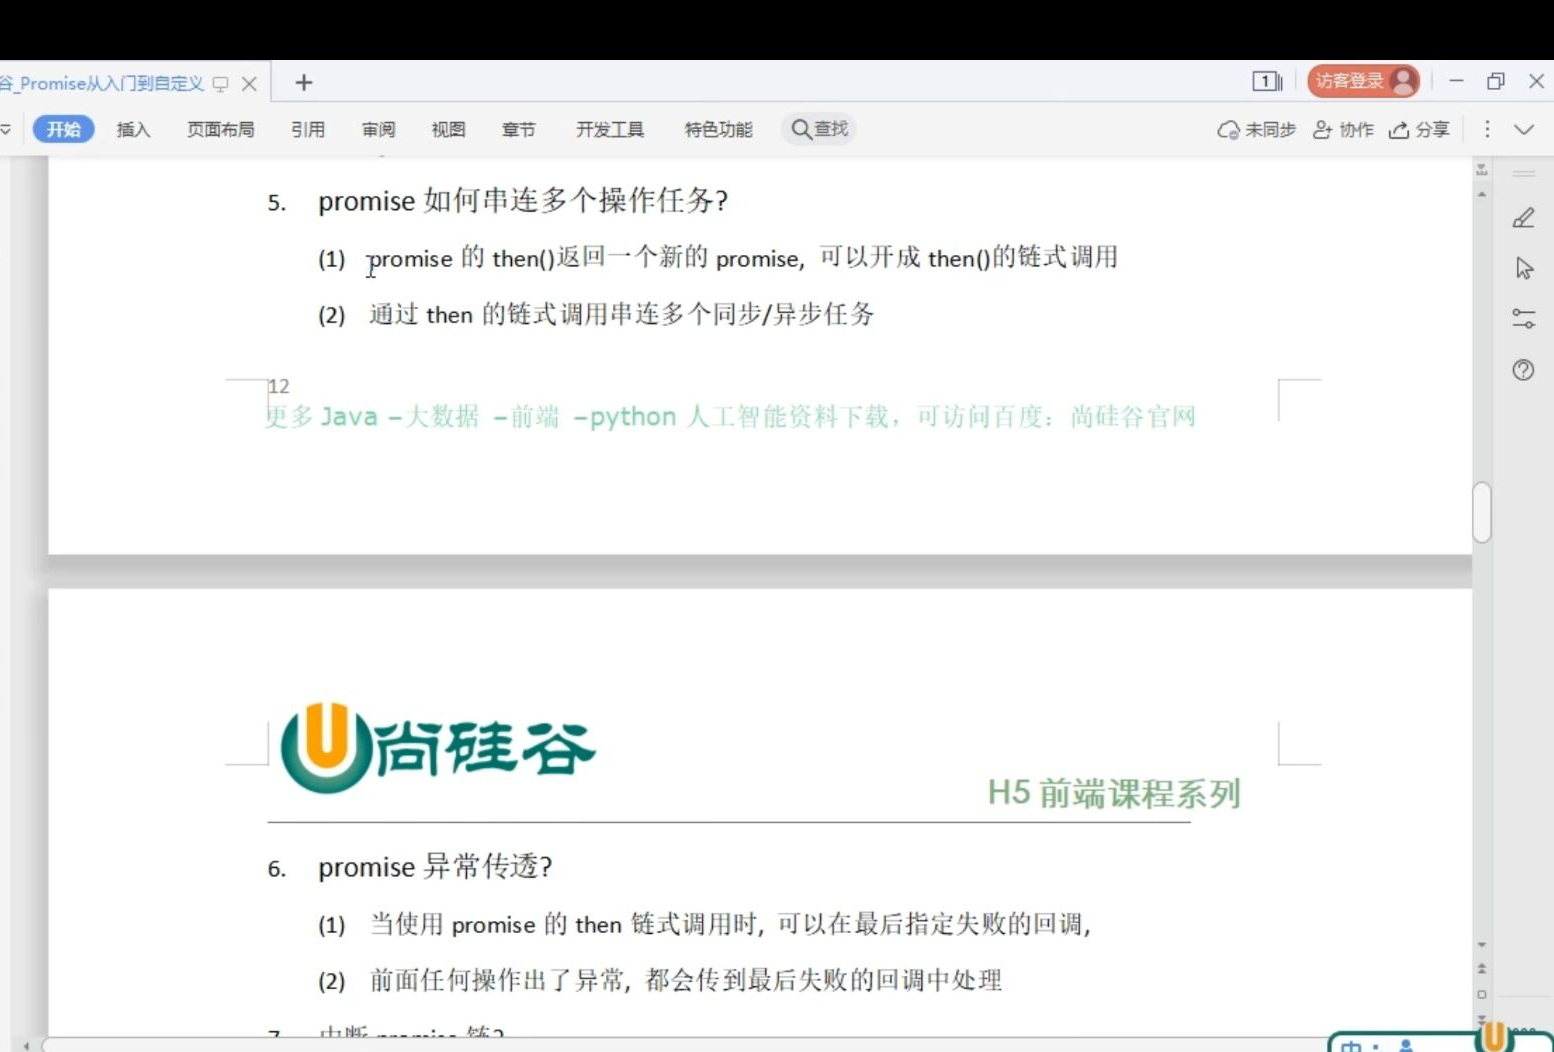 谷_Promise从入门到自定义
1
访客登录
开始 插入 页面布局 引用 审阅 视图 章节 开发工具 特色功能 查找 未同步 协作 分享
5. promise 如何串连多个操作任务?
(1) promise 的 then()返回一个新的 promise, 可以开成 then()的链式调用
(2) 通过 then 的链式调用串连多个同步/异步任务
12
更多 Java –大数据 –前端 –python 人工智能资料下载，可访问百度：尚硅谷官网
尚硅谷
H5 前端课程系列
6. promise 异常传透?
(1) 当使用 promise 的 then 链式调用时, 可以在最后指定失败的回调,
(2) 前面任何操作出了异常, 都会传到最后失败的回调中处理
7. 中断 promise 链?
中